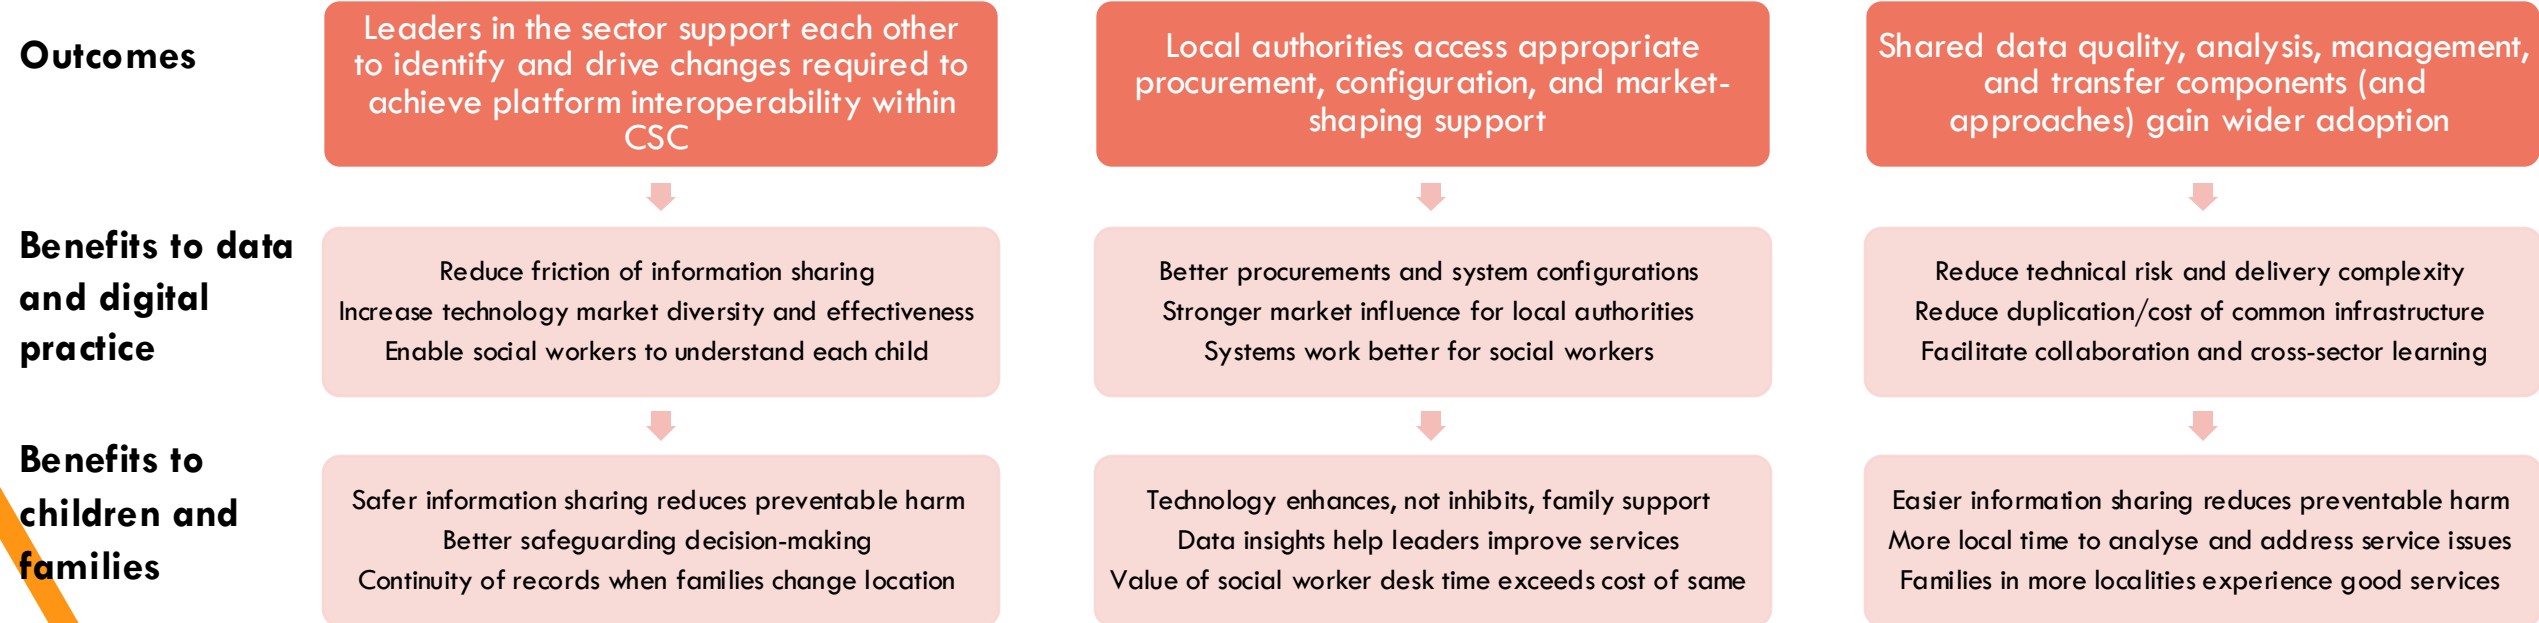 Outcomes
Leaders in the sector support each other
to identify and drive changes required to
achieve platform interoperability within
CSC
Local authorities access appropriate
procurement, configuration, and market-
shaping support
Shared data quality, analysis, management,
and transfer components (and
approaches) gain wider adoption
Benefits to data
and digital
practice
Reduce friction of information sharing
Increase technology market diversity and effectiveness
Enable social workers to understand each child
Better procurements and system configurations
Stronger market influence for local authorities
Systems work better for social workers
Reduce technical risk and delivery complexity
Reduce duplication/cost of common infrastructure
Facilitate collaboration and cross-sector learning
Benefits to
children and
families
Safer information sharing reduces preventable harm
Better safeguarding decision-making
Continuity of records when families change location
Technology enhances, not inhibits, family support
Data insights help leaders improve services
Value of social worker desk time exceeds cost of same
Easier information sharing reduces preventable harm
More local time to analyse and address service issues
Families in more localities experience good services